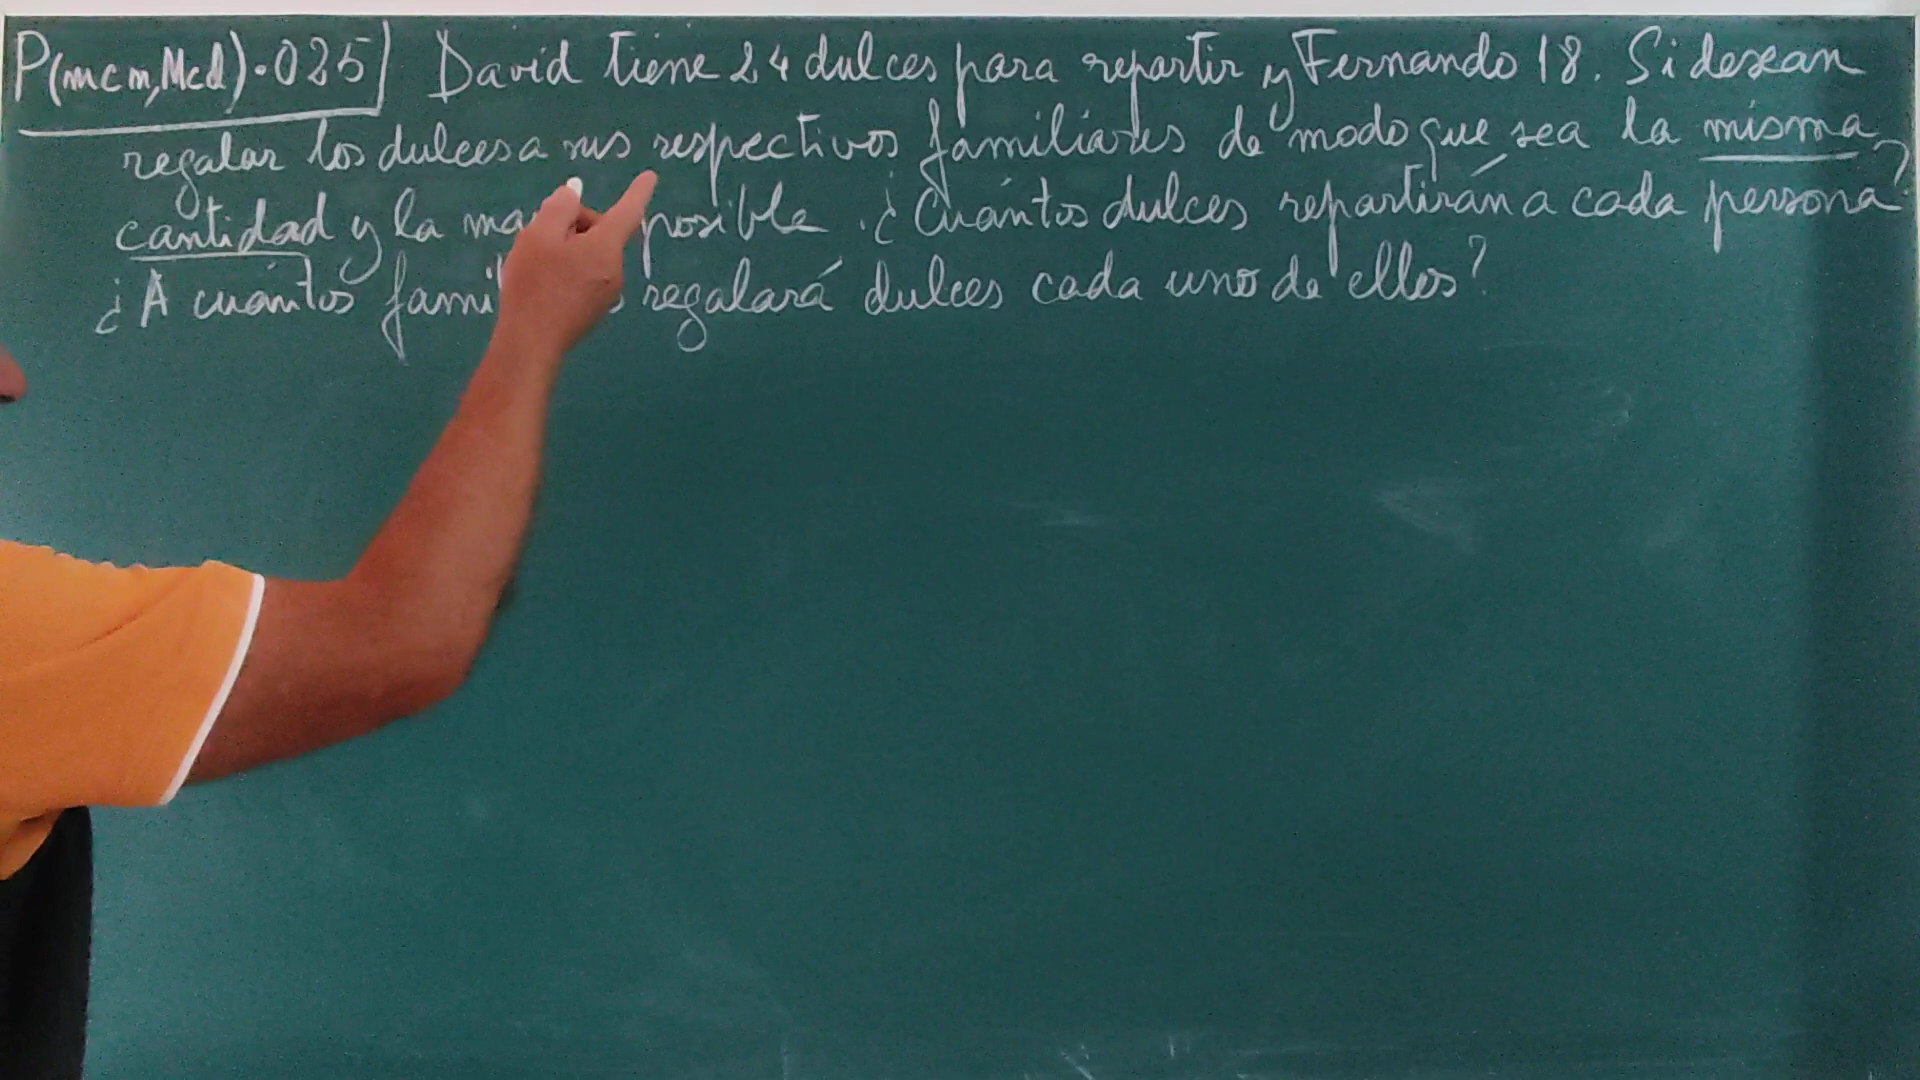 P(mcm,Mcd)·025 David tiene 24 dulces para repartir y Fernando 18. Si desean
regalar los dulces a sus respectivos familiares de modo que sea la misma
cantidad y la posible. ¿Cuántos dulces repartirán a cada persona?
¿A cuántos regalará dulces cada uno de ellos?